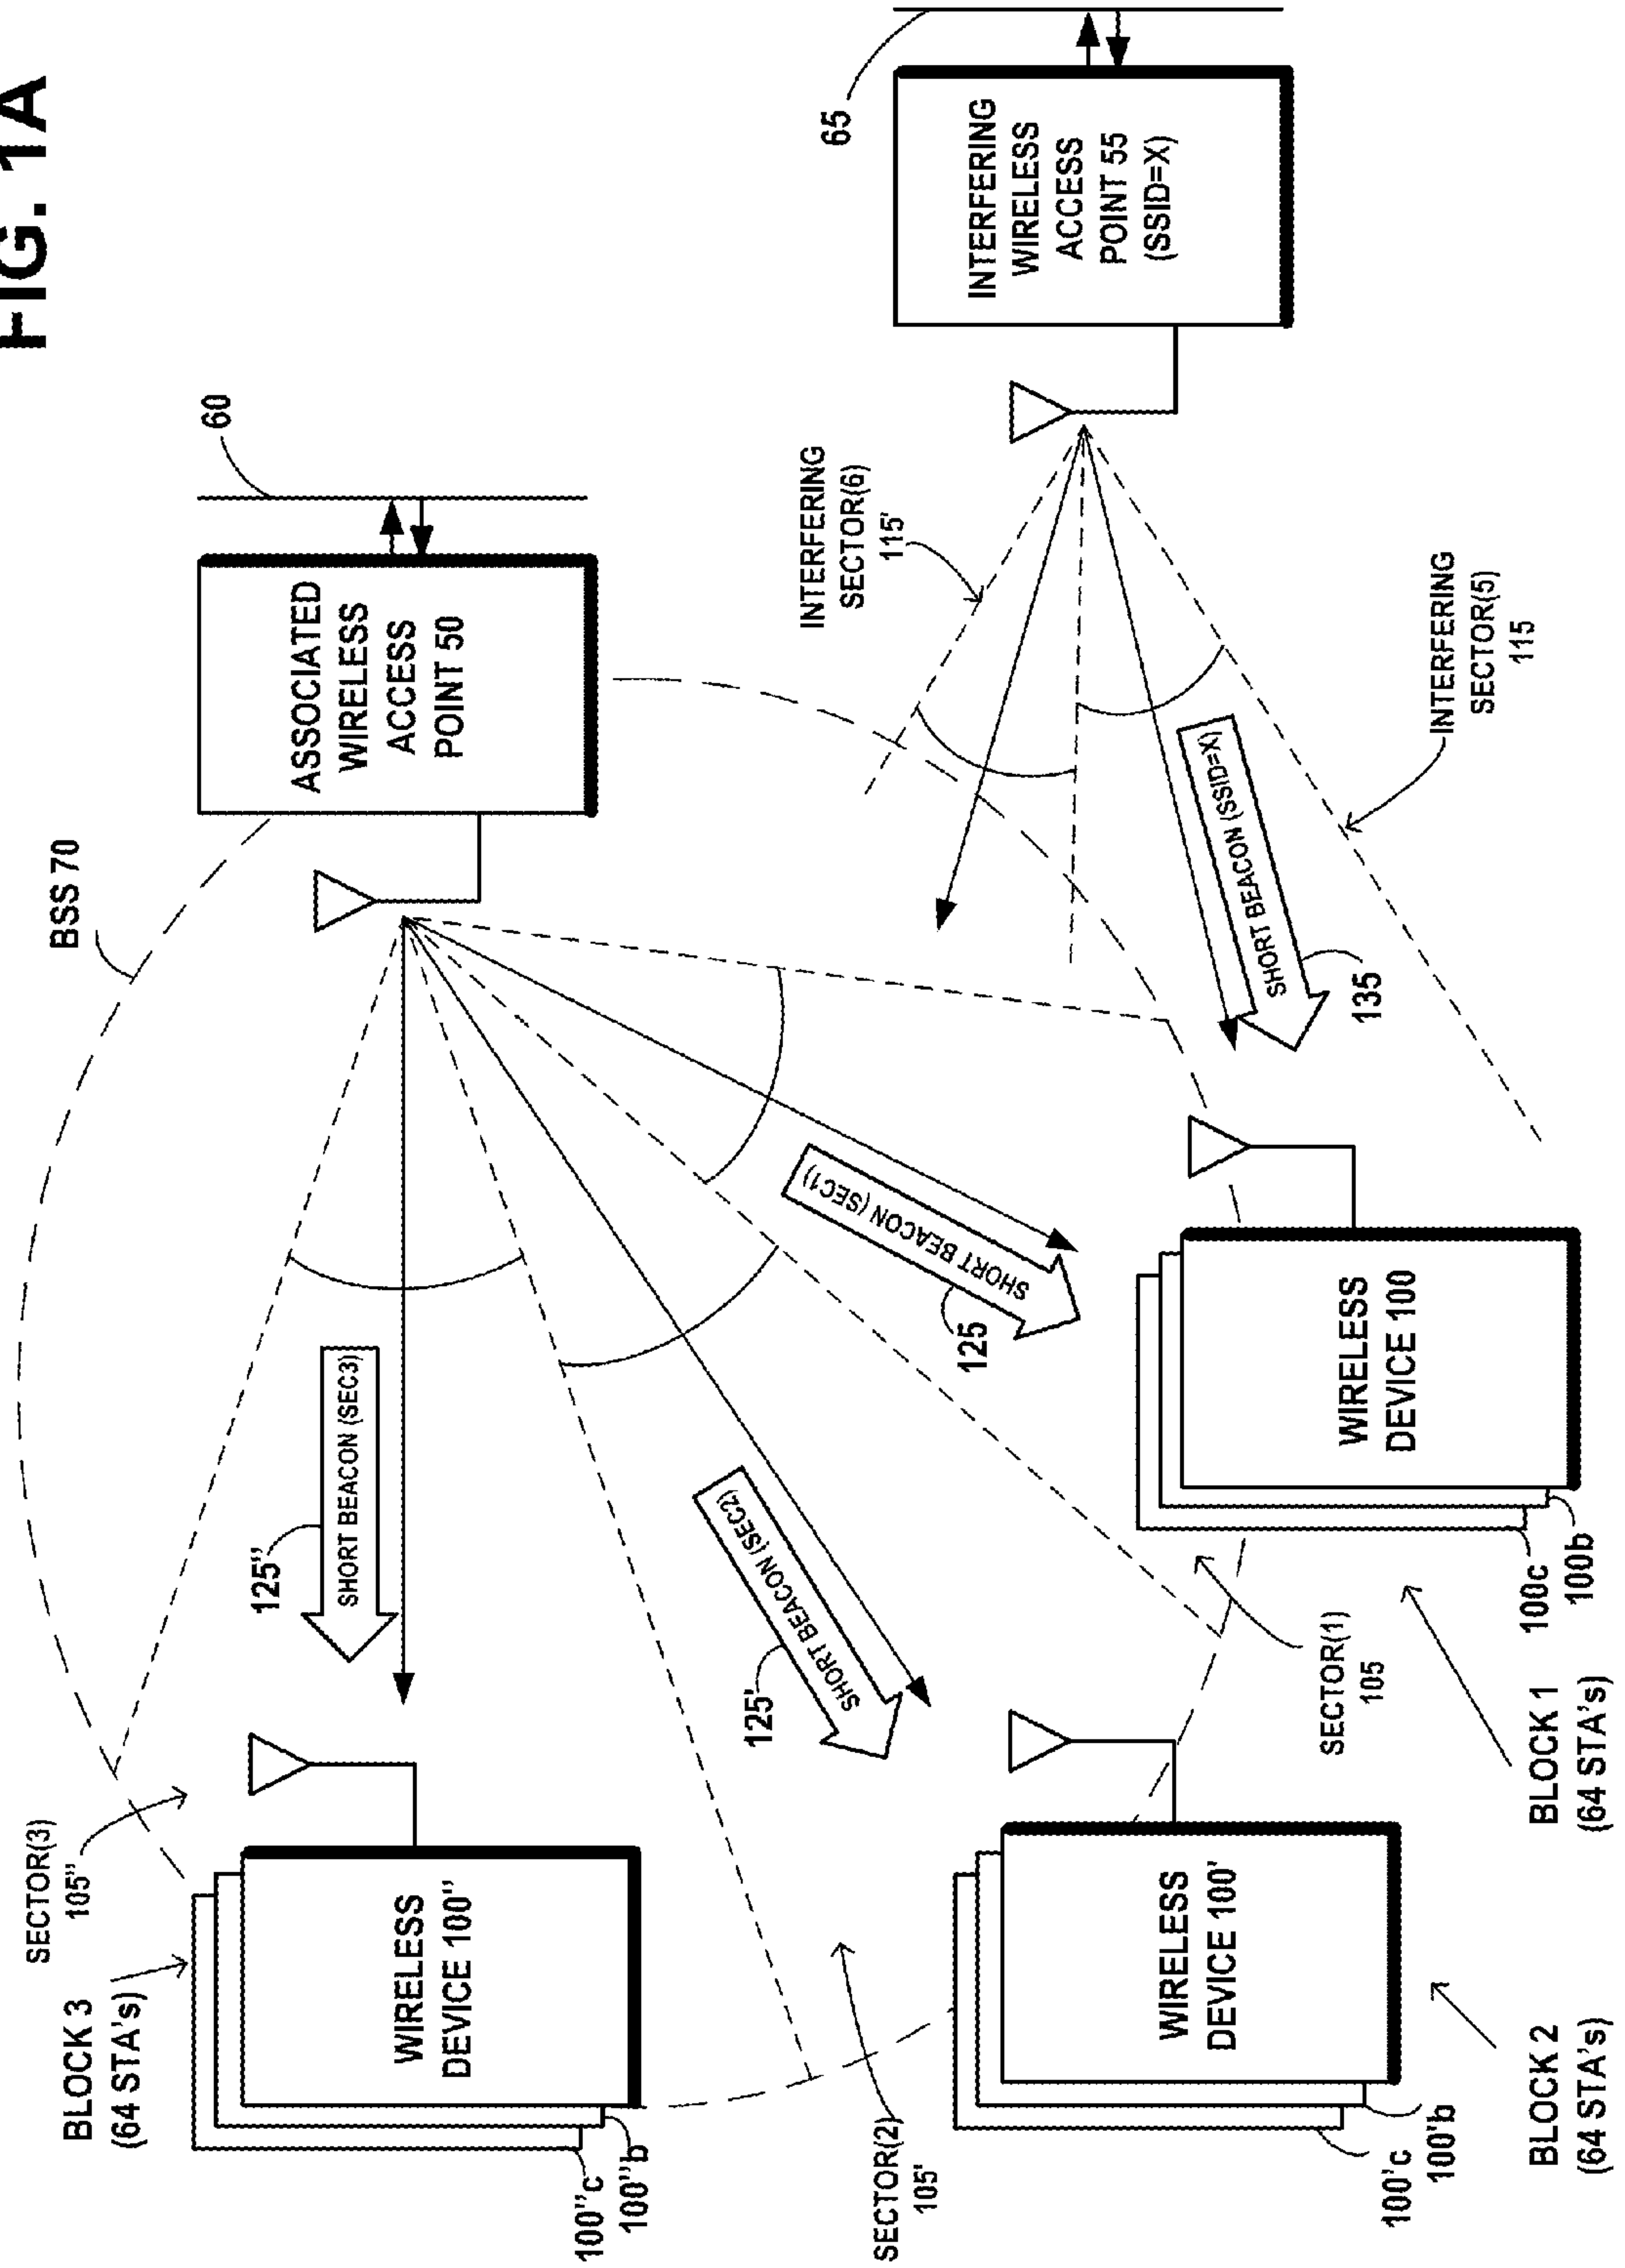 FIG. 1A
BSS 70
60
ASSOCIATED
WIRELESS
ACCESS
POINT 50
65
INTERFERING
WIRELESS
ACCESS
POINT 55
(SSID=X)
INTERFERING
SECTOR(6)
115'
INTERFERING
SECTOR(5)
115
SHORT BEACON (SSID=X)
135
SHORT BEACON (SEC1)
125
SHORT BEACON (SEC2)
125'
SHORT BEACON (SEC3)
125"
SECTOR(3)
105"
BLOCK 3
(64 STA's)
WIRELESS
DEVICE 100"
100"c
100"b
SECTOR(2)
105'
WIRELESS
DEVICE 100'
100'c
100'b
BLOCK 2
(64 STA's)
SECTOR(1)
105
WIRELESS
DEVICE 100
100c
100b
BLOCK 1
(64 STA's)